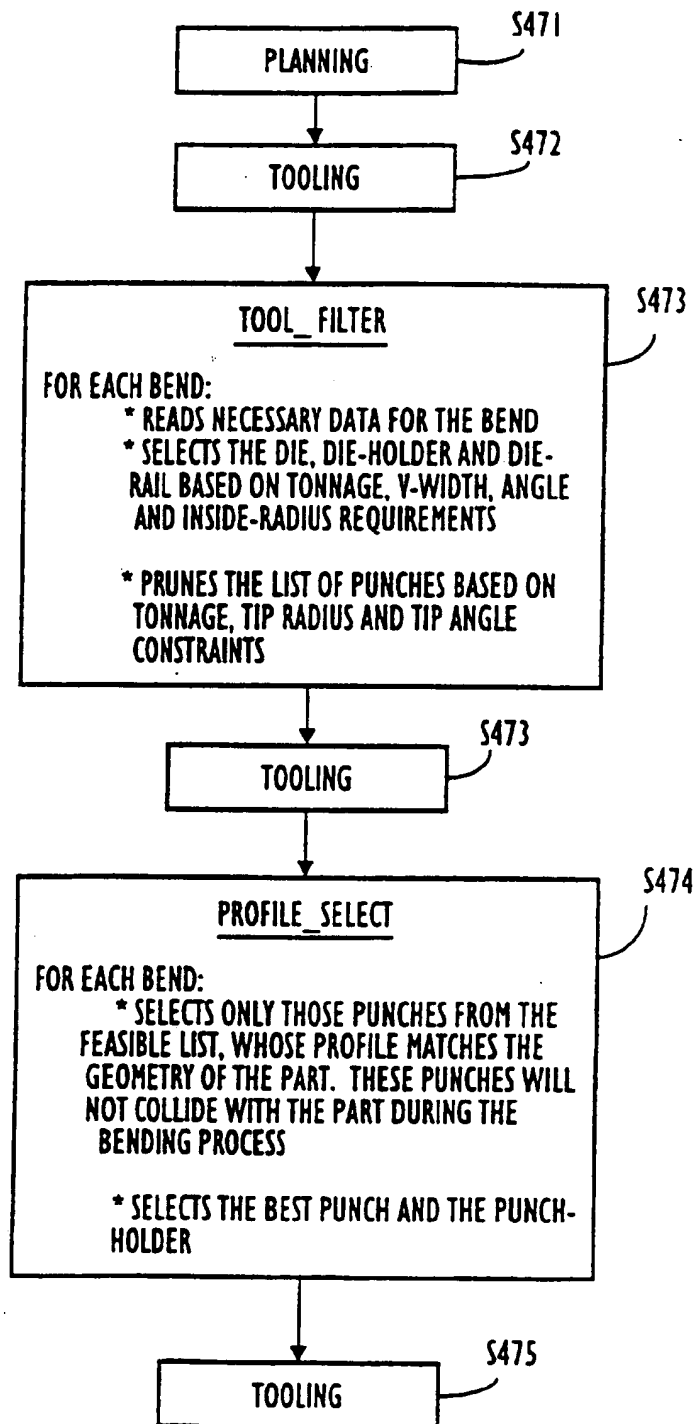 S471
PLANNING
S472
TOOLING
S473
TOOL_FILTER
FOR EACH BEND:
* READS NECESSARY DATA FOR THE BEND
* SELECTS THE DIE, DIE-HOLDER AND DIE-
RAIL BASED ON TONNAGE, V-WIDTH, ANGLE
AND INSIDE-RADIUS REQUIREMENTS
* PRUNES THE LIST OF PUNCHES BASED ON
TONNAGE, TIP RADIUS AND TIP ANGLE
CONSTRAINTS
S473
TOOLING
S474
PROFILE_SELECT
FOR EACH BEND:
* SELECTS ONLY THOSE PUNCHES FROM THE
FEASIBLE LIST, WHOSE PROFILE MATCHES THE
GEOMETRY OF THE PART. THESE PUNCHES WILL
NOT COLLIDE WITH THE PART DURING THE
BENDING PROCESS
* SELECTS THE BEST PUNCH AND THE PUNCH-
HOLDER
S475
TOOLING